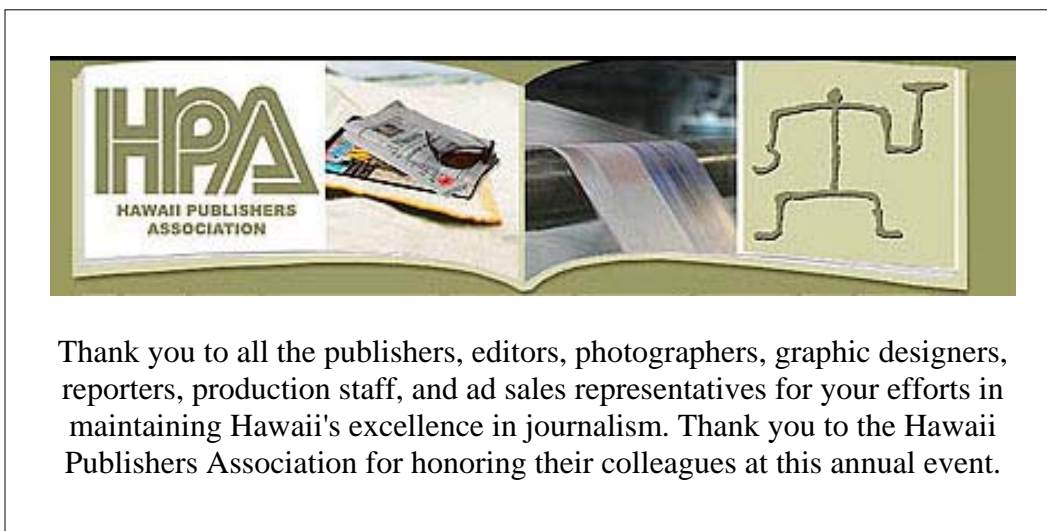 HPA
HAWAII PUBLISHERS
ASSOCIATION
Thank you to all the publishers, editors, photographers, graphic designers,
reporters, production staff, and ad sales representatives for your efforts in
maintaining Hawaii's excellence in journalism. Thank you to the Hawaii
Publishers Association for honoring their colleagues at this annual event.